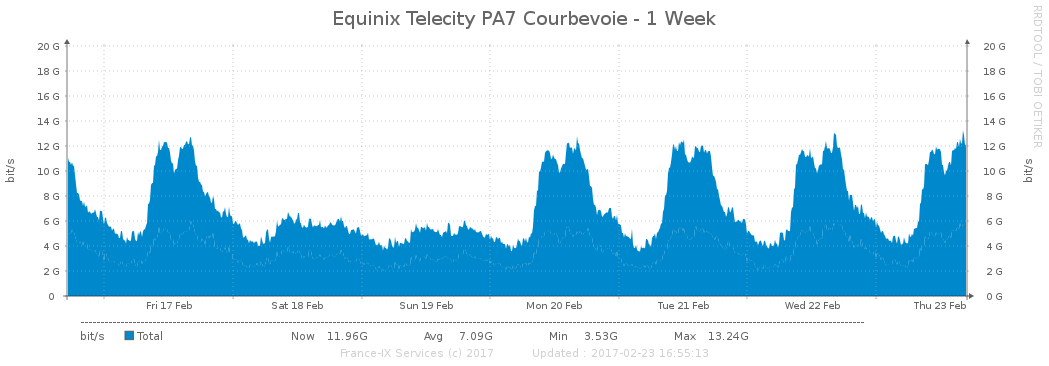 Equinix Telecity PA7 Courbevoie - 1 Week
RRDTOOL / TOBI OETIKER
bit/s
20 G
18 G
16 G
14 G
12 G
10 G
8 G
6 G
4 G
2 G
0
20 G
18 G
16 G
14 G
12 G
10 G
8 G
6 G
4 G
2 G
0 G
bit/s
Fri 17 Feb Sat 18 Feb Sun 19 Feb Mon 20 Feb Tue 21 Feb Wed 22 Feb Thu 23 Feb
bit/s Total Now 11.96G Avg 7.09G Min 3.53G Max 13.24G
France-IX Services (c) 2017 Updated : 2017-02-23 16:55:13